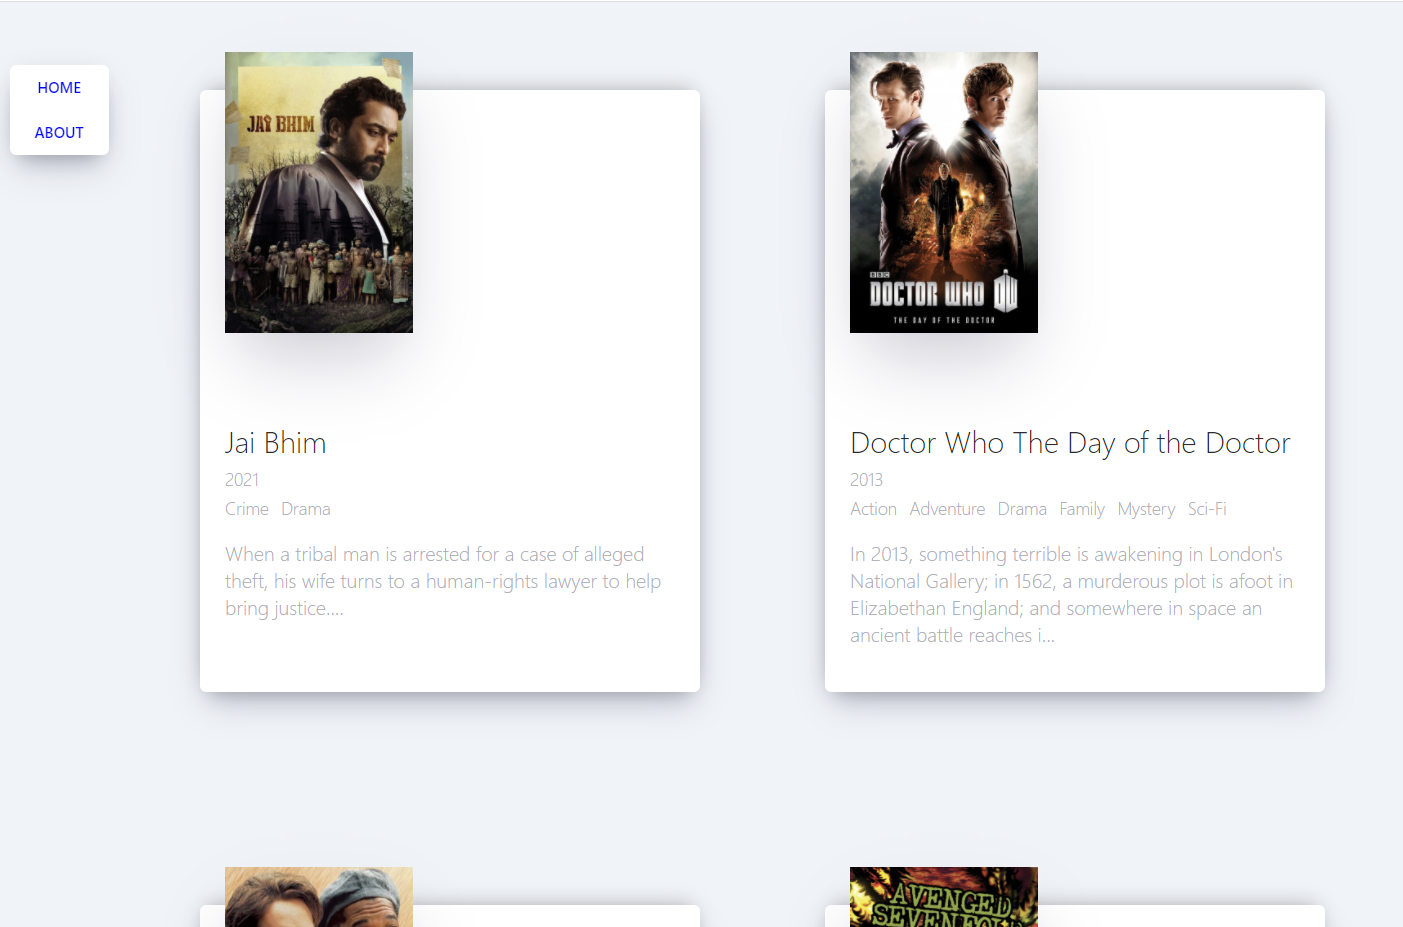 HOME
ABOUT
JAI BHIM
Jai Bhim
2021
Crime Drama
When a tribal man is arrested for a case of alleged
theft, his wife turns to a human-rights lawyer to help
bring justice....
BBC
DOCTOR WHO DW
THE DAY OF THE DOCTOR
Doctor Who The Day of the Doctor
2013
Action Adventure Drama Family Mystery Sci-Fi
In 2013, something terrible is awakening in London's
National Gallery; in 1562, a murderous plot is afoot in
Elizabethan England; and somewhere in space an
ancient battle reaches i...
AVENGED
SEVENFOLD